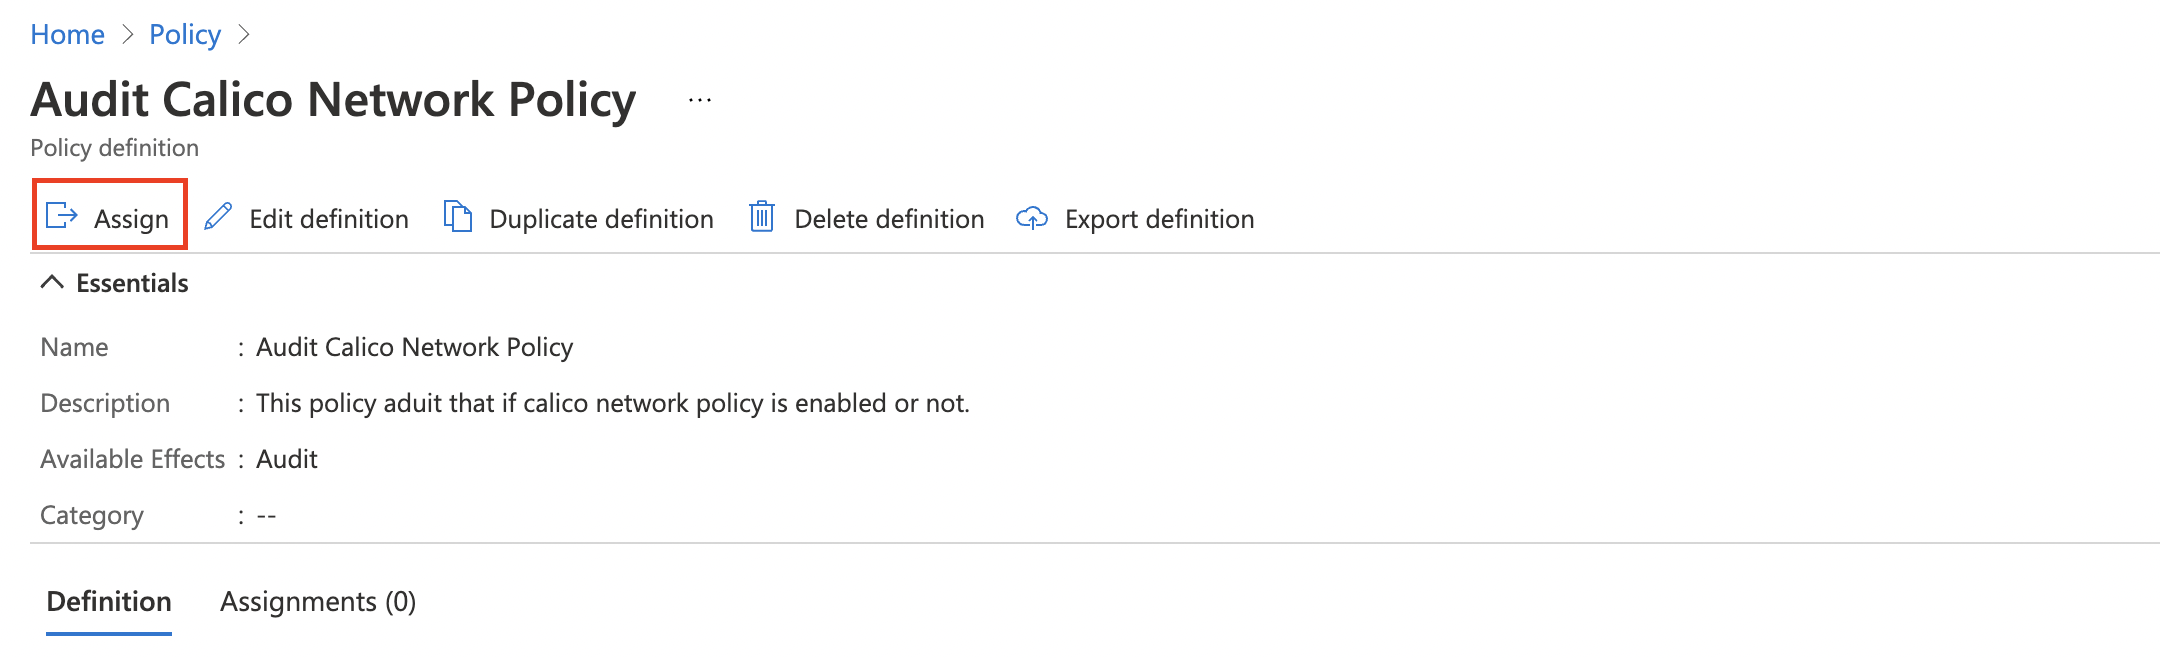 Home > Policy >
Audit Calico Network Policy ...
Policy definition
Assign Edit definition Duplicate definition Delete definition Export definition
Essentials
Name : Audit Calico Network Policy
Description : This policy aduit that if calico network policy is enabled or not.
Available Effects : Audit
Category : --
Definition Assignments (0)